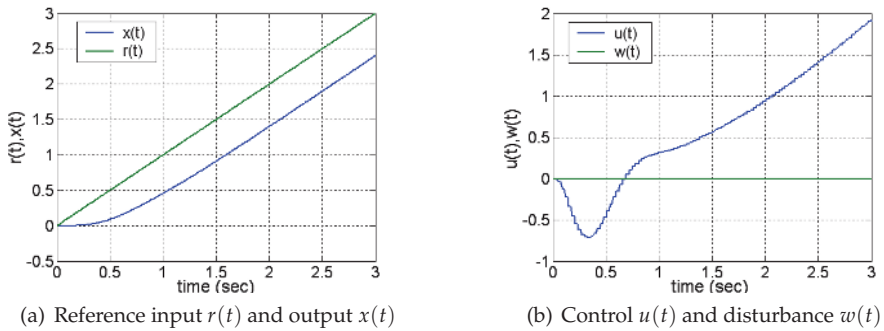 3
2.5
2
1.5
1
0.5
0
-0.5
r(t),x(t)
x(t)
r(t)
0 0.5 1 1.5 2 2.5 3
time (sec)
(a) Reference input r(t) and output x(t)
2
1.5
1
0.5
0
-0.5
-1
u(t),w(t)
u(t)
w(t)
0 0.5 1 1.5 2 2.5 3
time (sec)
(b) Control u(t) and disturbance w(t)